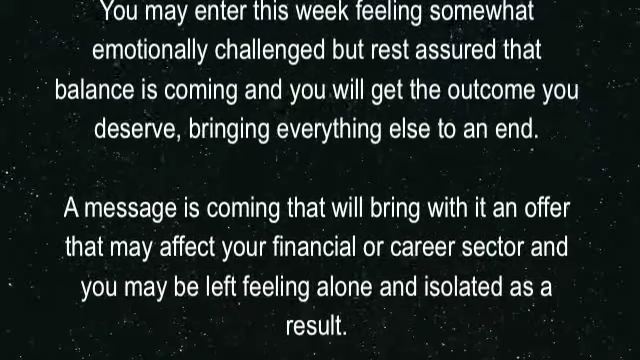 You may enter this week feeling somewhat
emotionally challenged but rest assured that
balance is coming and you will get the outcome you
deserve, bringing everything else to an end.
A message is coming that will bring with it an offer
that may affect your financial or career sector and
you may be left feeling alone and isolated as a
result.